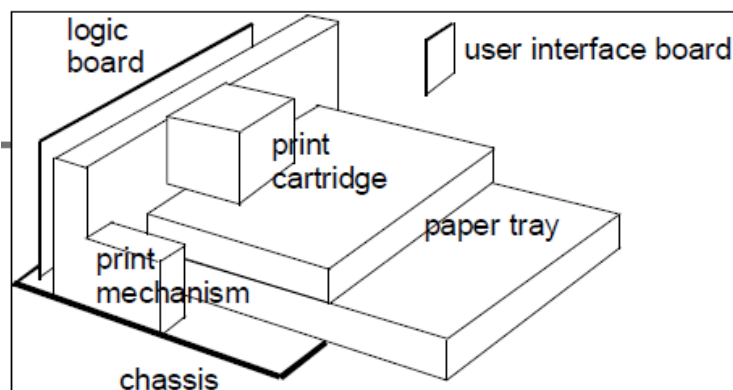 logic
board
user interface board
print
cartridge
paper tray
print
mechanism
chassis